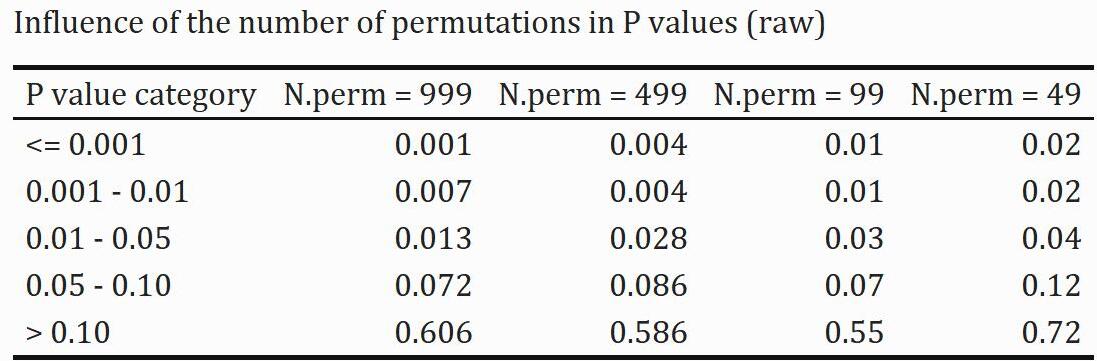 Influence of the number of permutations in P values (raw)
P value category N.perm = 999 N.perm = 499 N.perm = 99 N.perm = 49
<= 0.001 0.001 0.004 0.01 0.02
0.001 - 0.01 0.007 0.004 0.01 0.02
0.01 - 0.05 0.013 0.028 0.03 0.04
0.05 - 0.10 0.072 0.086 0.07 0.12
> 0.10 0.606 0.586 0.55 0.72